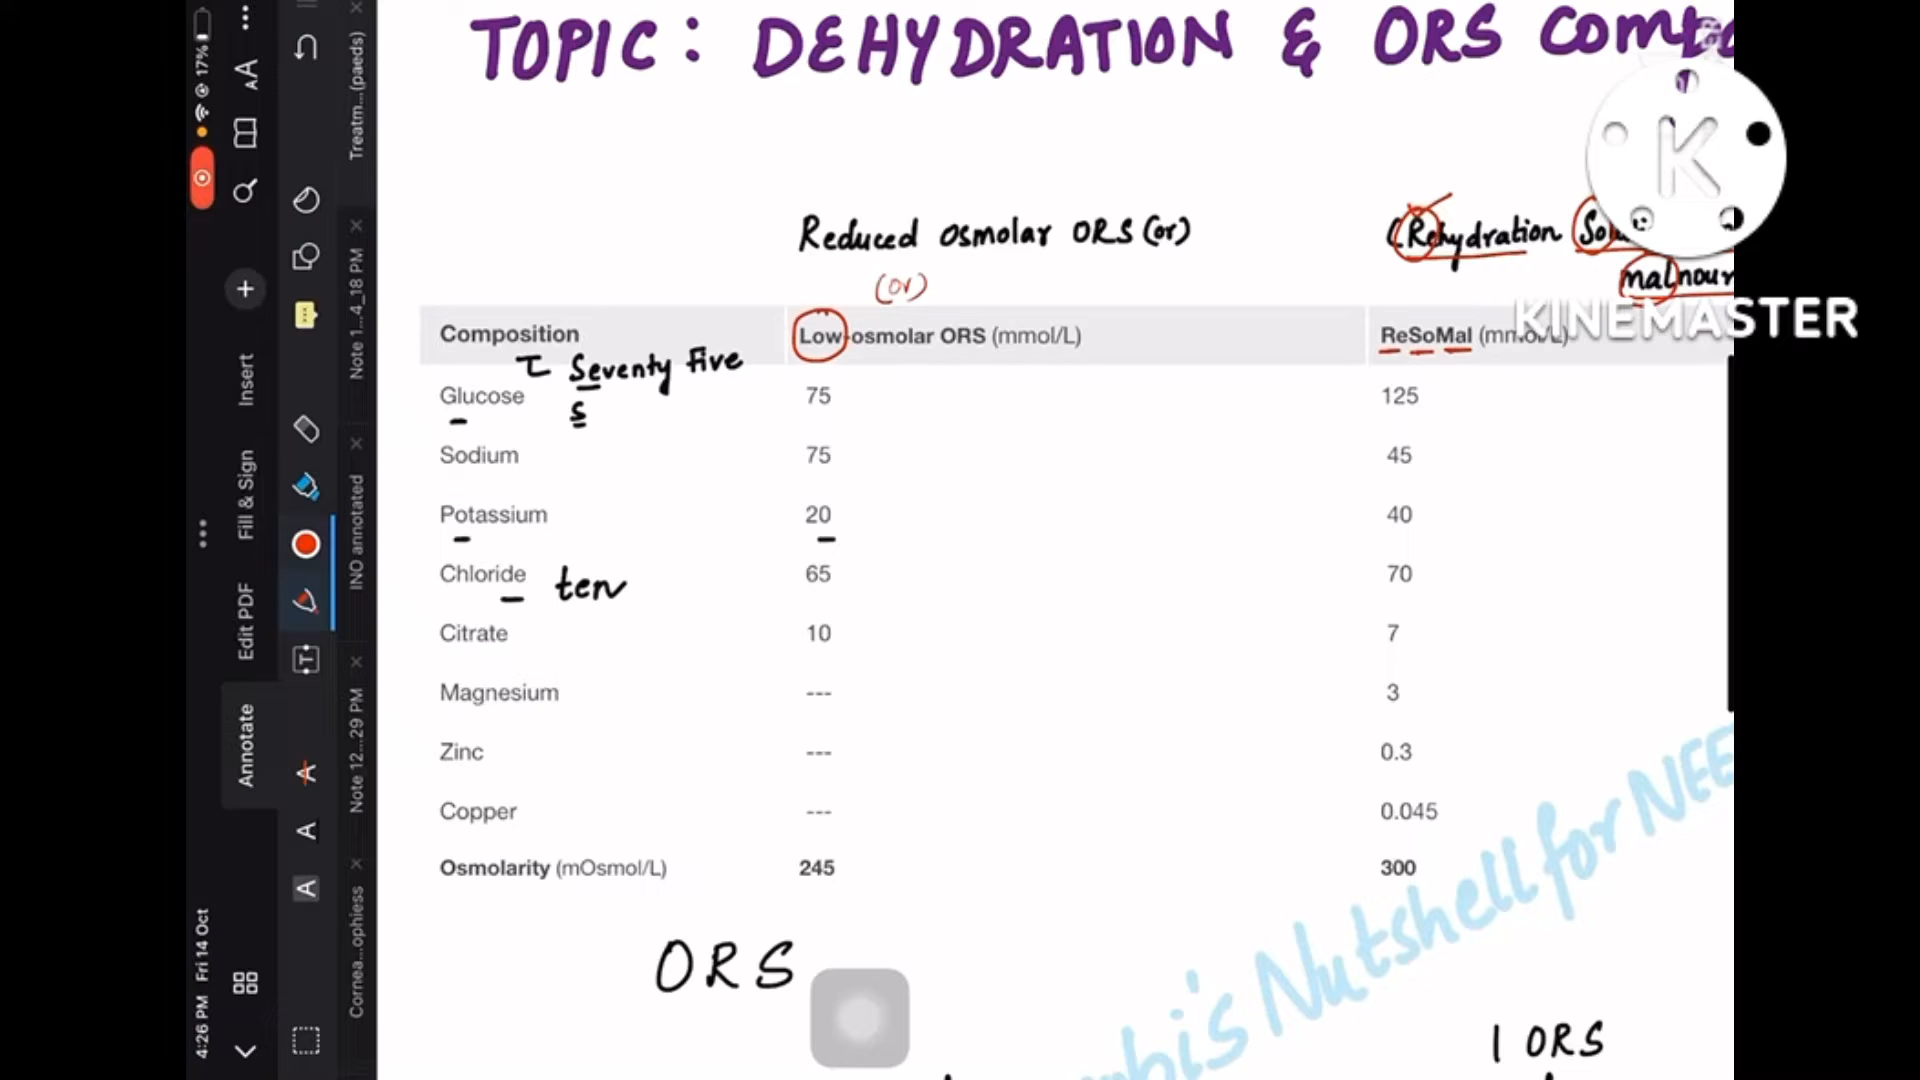 TOPIC: DEHYDRATION & ORS
Reduced osmolar ORS (or)
(Rehydration
(or)
malnour
KINEMASTER
Composition
Low-osmolar ORS (mmol/L)
ReSoMal (mmol/L)
Seventy five
Glucose
S
75
125
Sodium
75
45
Potassium
20
40
Chloride
ten
65
70
Citrate
10
7
Magnesium
---
3
Zinc
---
0.3
Copper
---
0.045
Osmolarity (mOsmol/L)
245
300
ORS
1 ORS
Nutshell for NEE
4:26 PM Fri 14 Oct
17%
Annotate
Edit PDF
Fill & Sign
Insert
Cornea...ophiess
Note 12...29 PM
INO annotated
Note 1...4_18 PM
Treatm...(paeds)